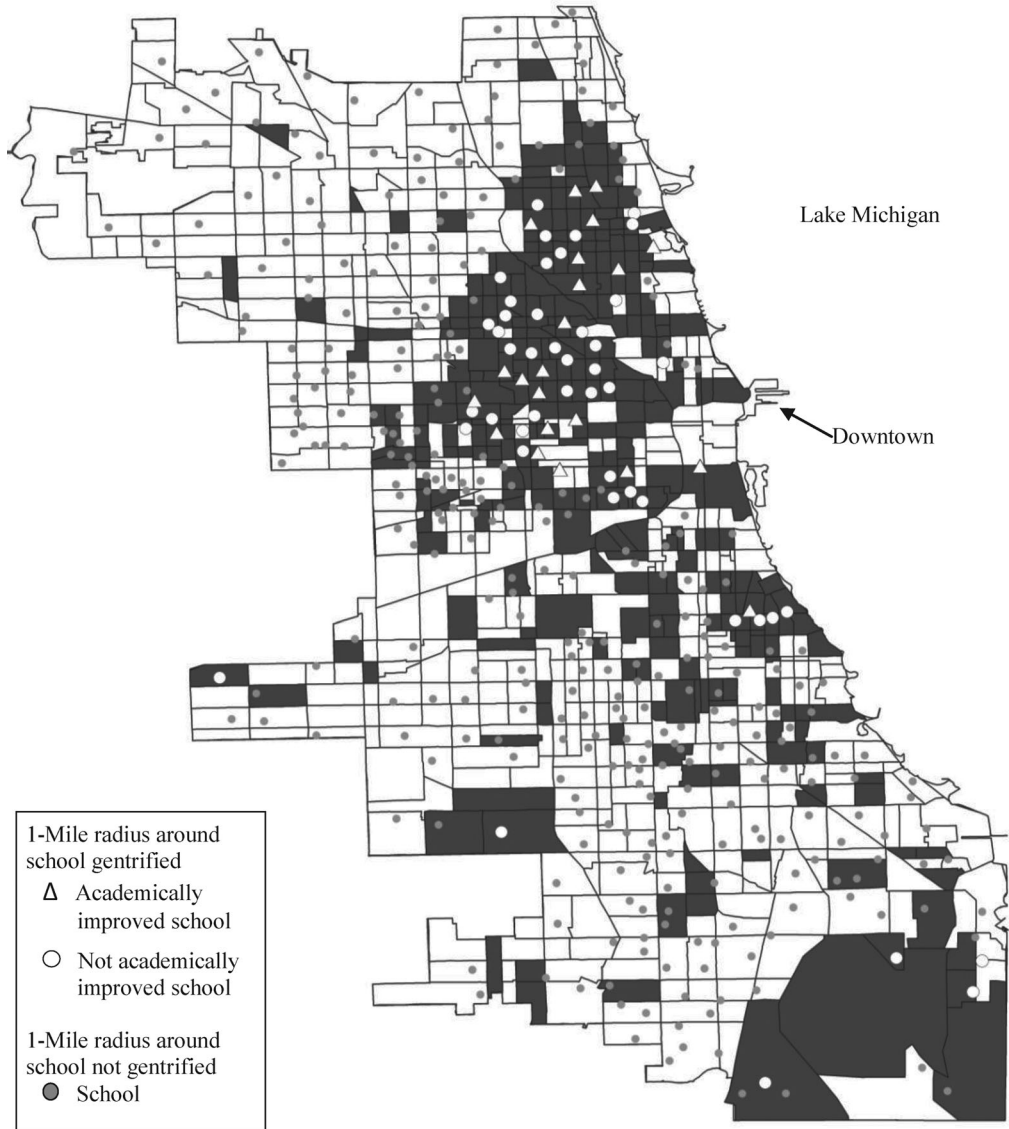 Lake Michigan
Downtown
1-Mile radius around
school gentrified
Academically
improved school
Not academically
improved school
1-Mile radius around
school not gentrified
School